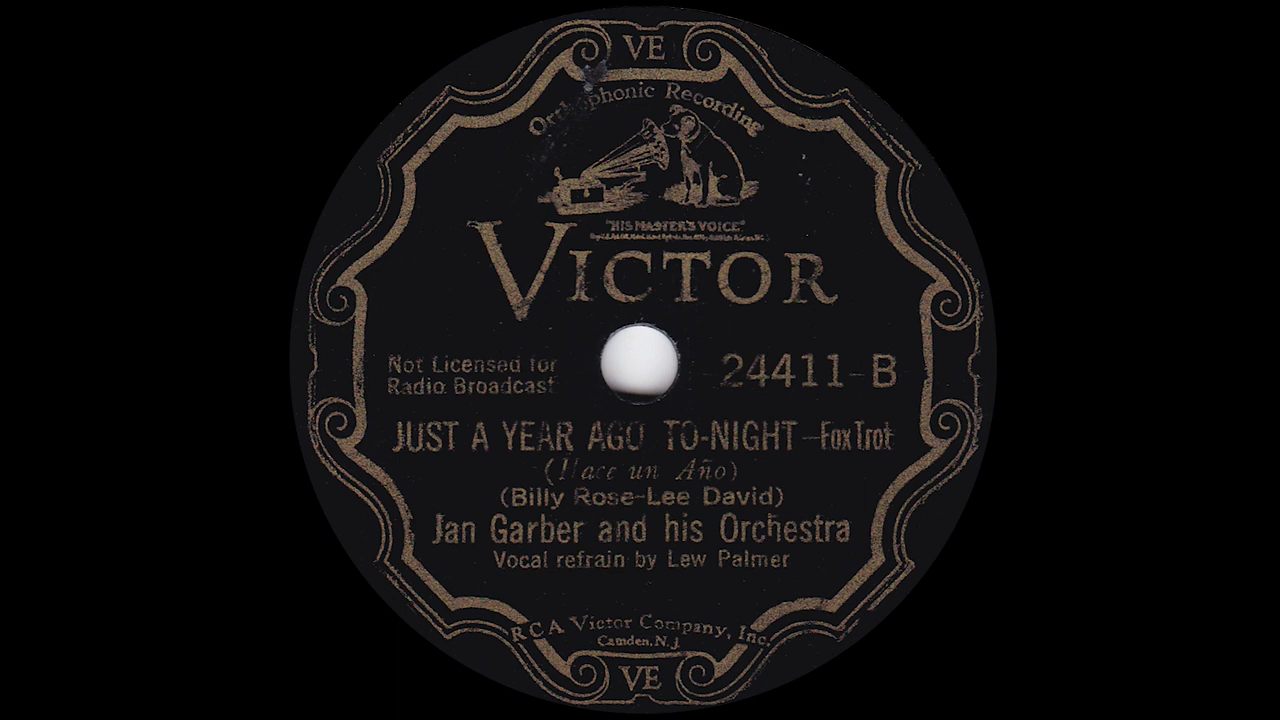 VE
Orthophonic Recording
"HIS MASTER'S VOICE"
VICTOR
Not Licensed for
Radio Broadcast
24411-B
JUST A YEAR AGO TO-NIGHT—Fox Trot
(Hace un Año)
(Billy Rose-Lee David)
Jan Garber and his Orchestra
Vocal refrain by Lew Palmer
RCA Victor Company, Inc.
Camden, N. J.
VE